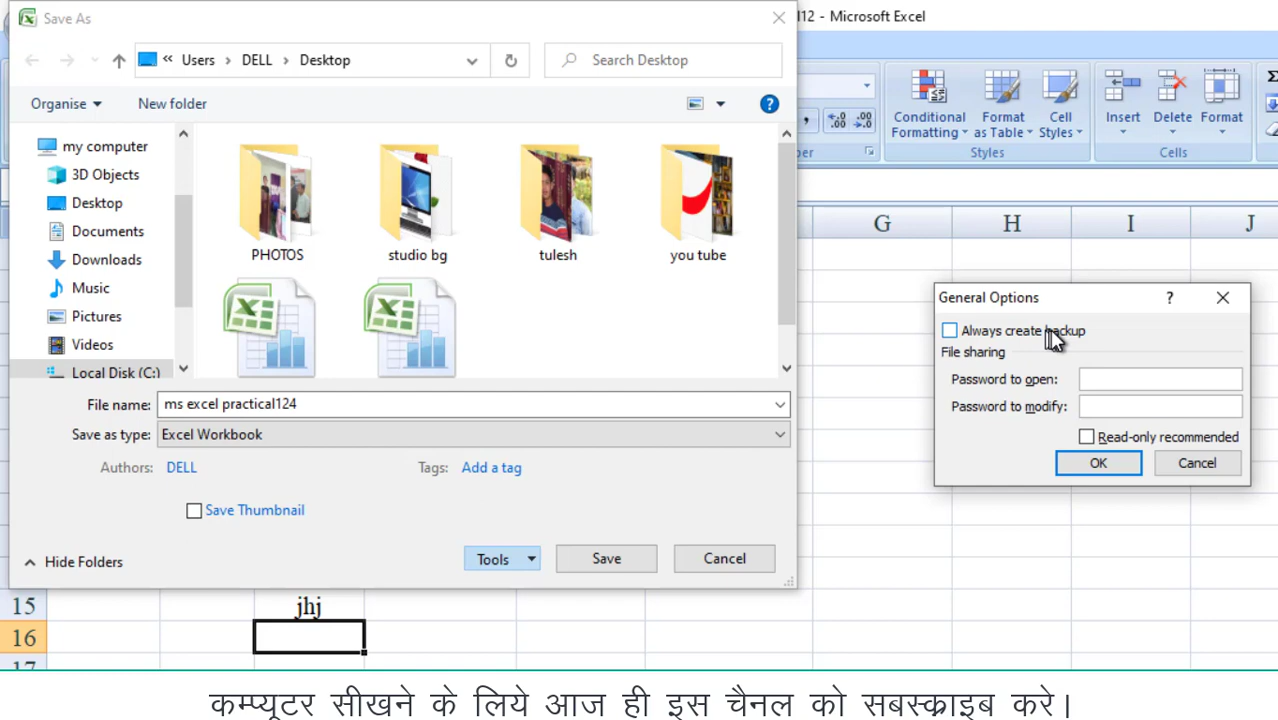 Save As
l12 - Microsoft Excel
« Users › DELL › Desktop
Search Desktop
Organise
New folder
my computer
3D Objects
Desktop
Documents
Downloads
Music
Pictures
Videos
Local Disk (C:)
PHOTOS
studio bg
tulesh
you tube
File name: ms excel practical124
Save as type: Excel Workbook
Authors: DELL
Tags: Add a tag
Save Thumbnail
Hide Folders
Tools
Save
Cancel
Conditional Formatting
Format as Table
Cell Styles
Insert
Delete
Format
ber
Styles
Cells
G H I J
General Options
Always create backup
File sharing
Password to open:
Password to modify:
Read-only recommended
OK
Cancel
15 jhj
16
17
कम्प्यूटर सीखने के लिये आज ही इस चैनल को सबस्क्राइब करे।